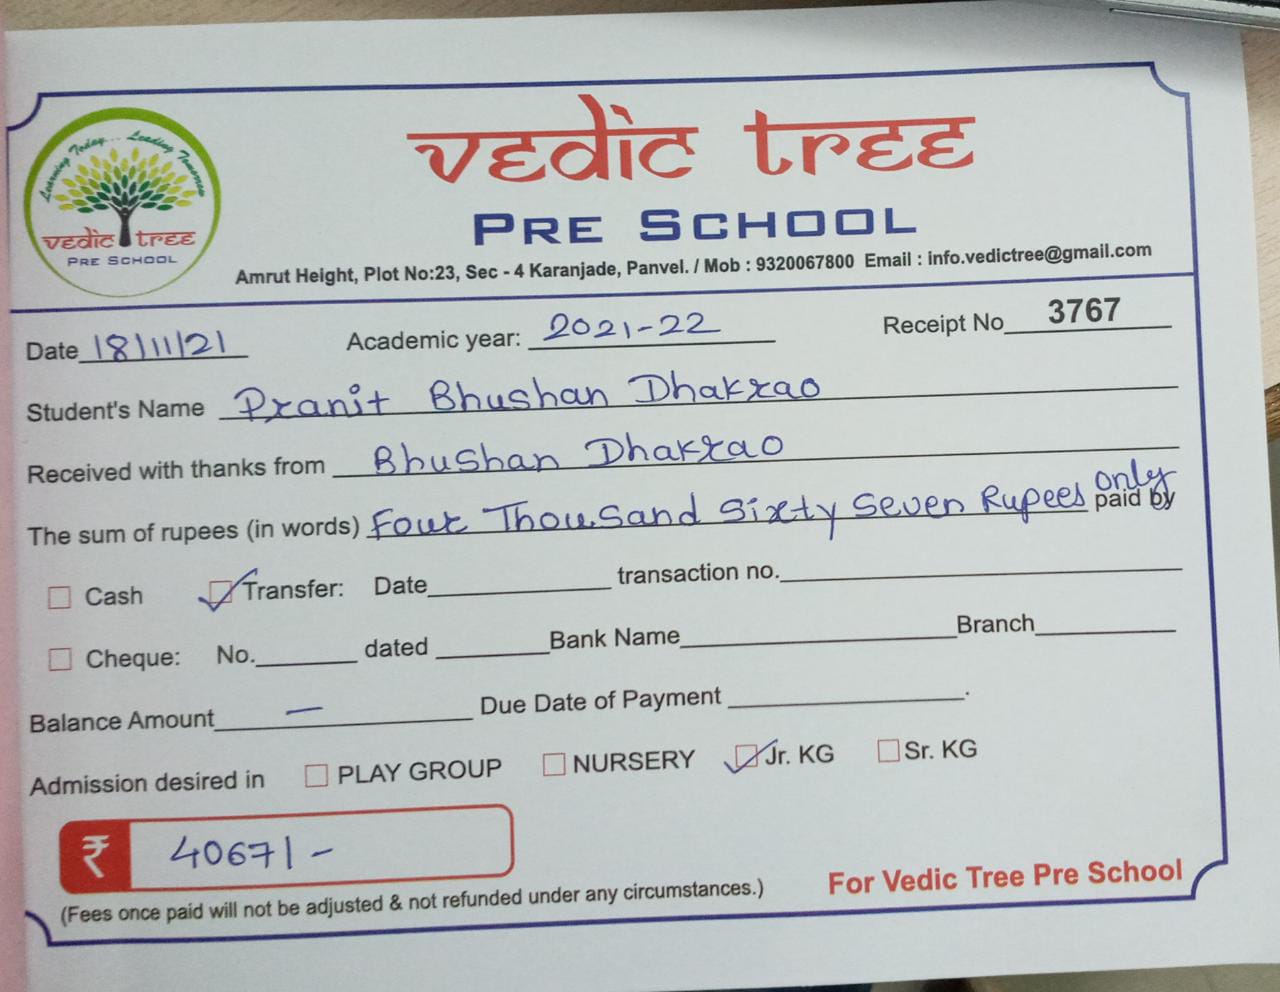 Learning Today... Leading Tomorrow
vedic tree
PRE SCHOOL
vedic tree
PRE SCHOOL
Amrut Height, Plot No:23, Sec - 4 Karanjade, Panvel. / Mob : 9320067800 Email : info.vedictree@gmail.com
Date 18/11/21 Academic year: 2021-22 Receipt No 3767
Student's Name Pranit Bhushan Dhakrao
Received with thanks from Bhushan Dhakrao
The sum of rupees (in words) Four Thousand Sixty Seven Rupees only paid by
Cash Transfer: Date transaction no.
Cheque: No. dated Bank Name Branch
Balance Amount — Due Date of Payment .
Admission desired in PLAY GROUP NURSERY Jr. KG Sr. KG
₹ 4067/-
(Fees once paid will not be adjusted & not refunded under any circumstances.) For Vedic Tree Pre School